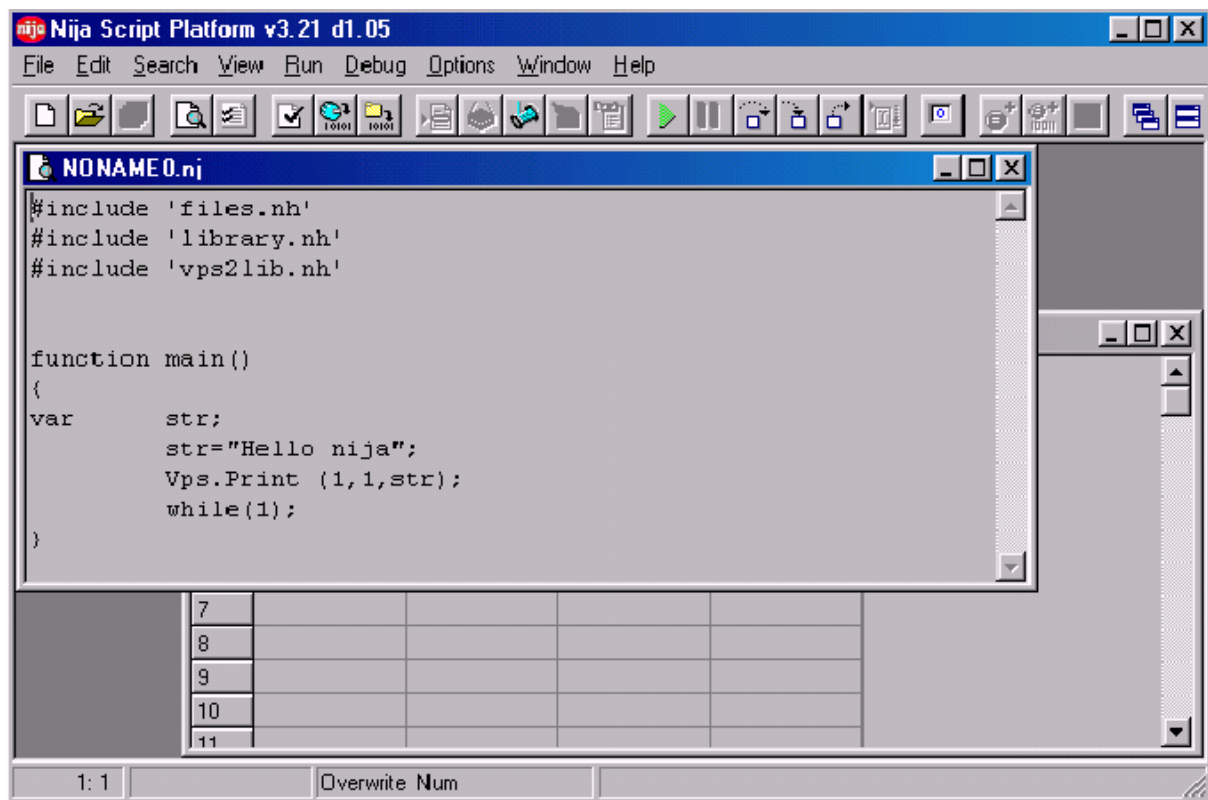 nija Nija Script Platform v3.21 d1.05
File Edit Search View Run Debug Options Window Help
NONAME0.nj
#include 'files.nh'
#include 'library.nh'
#include 'vps2lib.nh'
function main()
{
var str;
str="Hello nija";
Vps.Print (1,1,str);
while(1);
}
7
8
9
10
11
1: 1 Overwrite Num